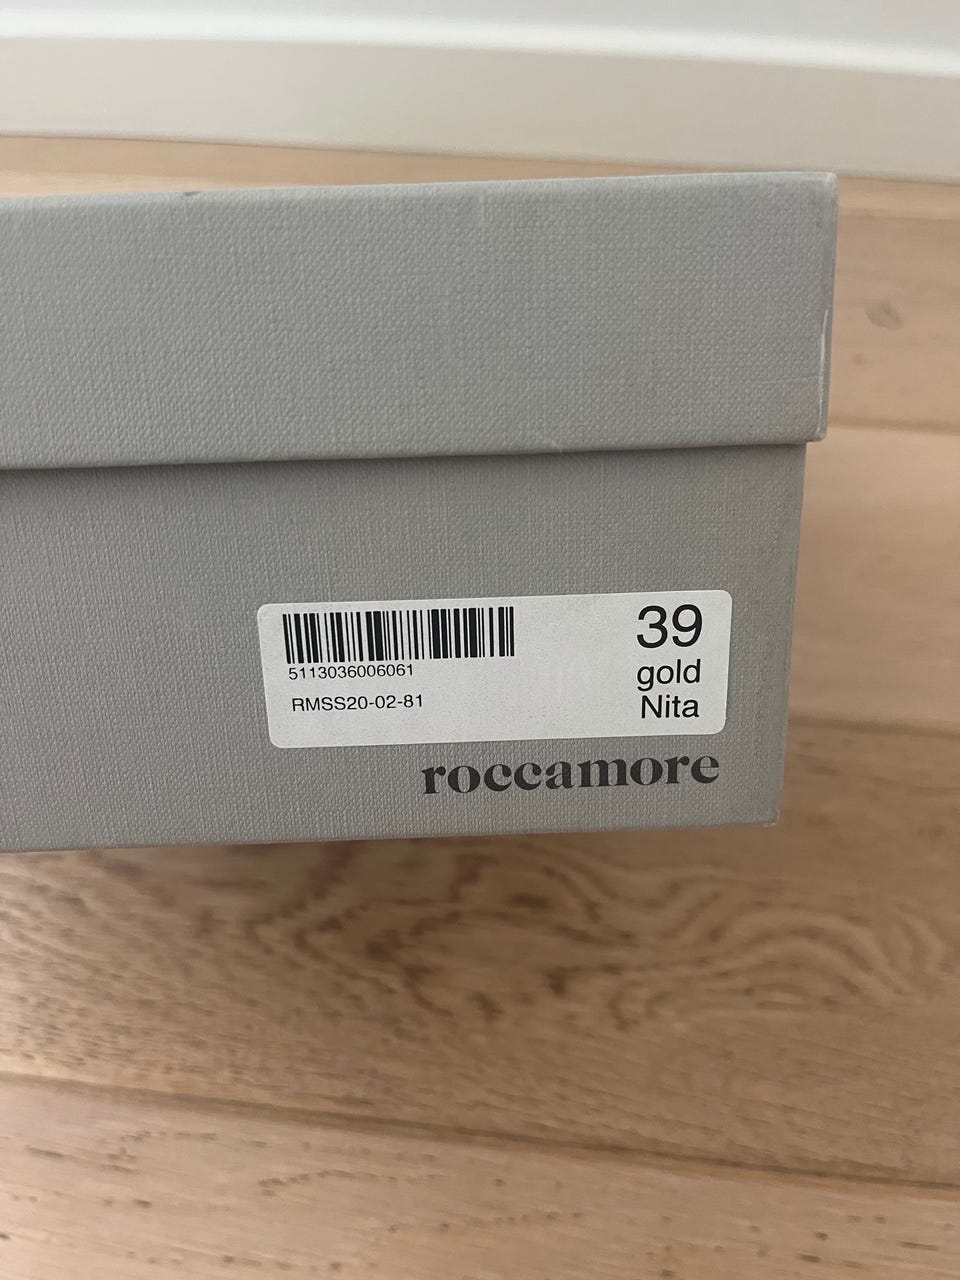 5113036006061
RMSS20-02-81
39
gold
Nita
roccamore